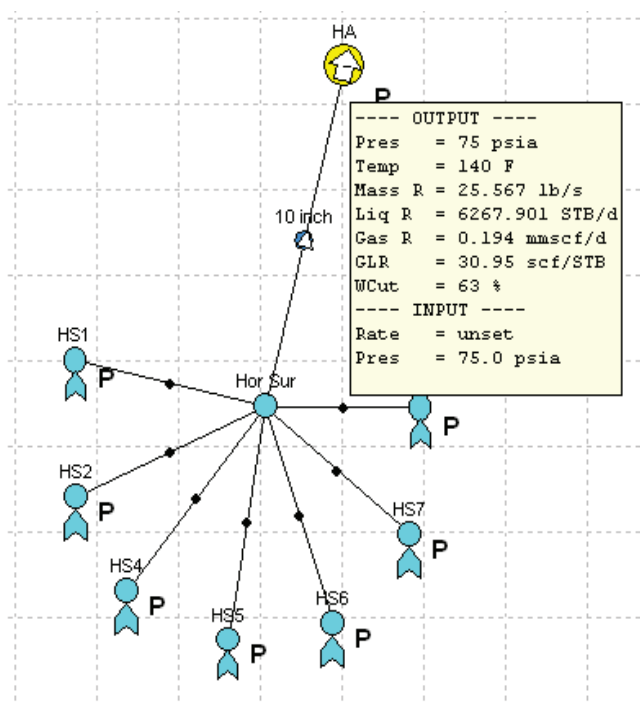 HA
P
---- OUTPUT ----
Pres = 75 psia
Temp = 140 F
Mass R = 25.567 lb/s
Liq R = 6267.901 STB/d
Gas R = 0.194 mmscf/d
GLR = 30.95 scf/STB
WCut = 63 %
---- INPUT ----
Rate = unset
Pres = 75.0 psia
10 inch
HS1
P
Hor Sur
P
HS2
P
HS7
P
HS4
P
HS5
P
HS6
P